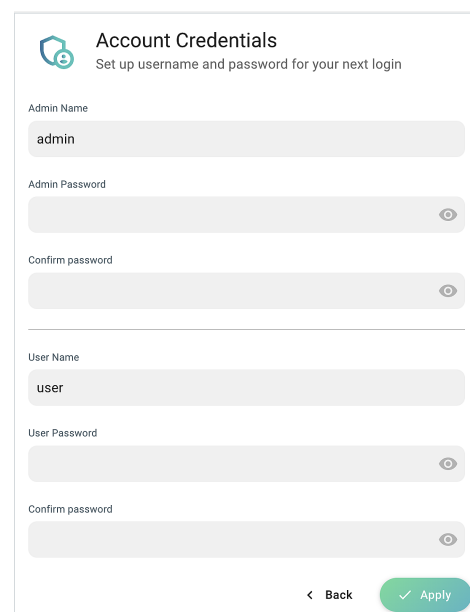 Account Credentials
Set up username and password for your next login
Admin Name
admin
Admin Password
Confirm password
User Name
user
User Password
Confirm password
Back
Apply